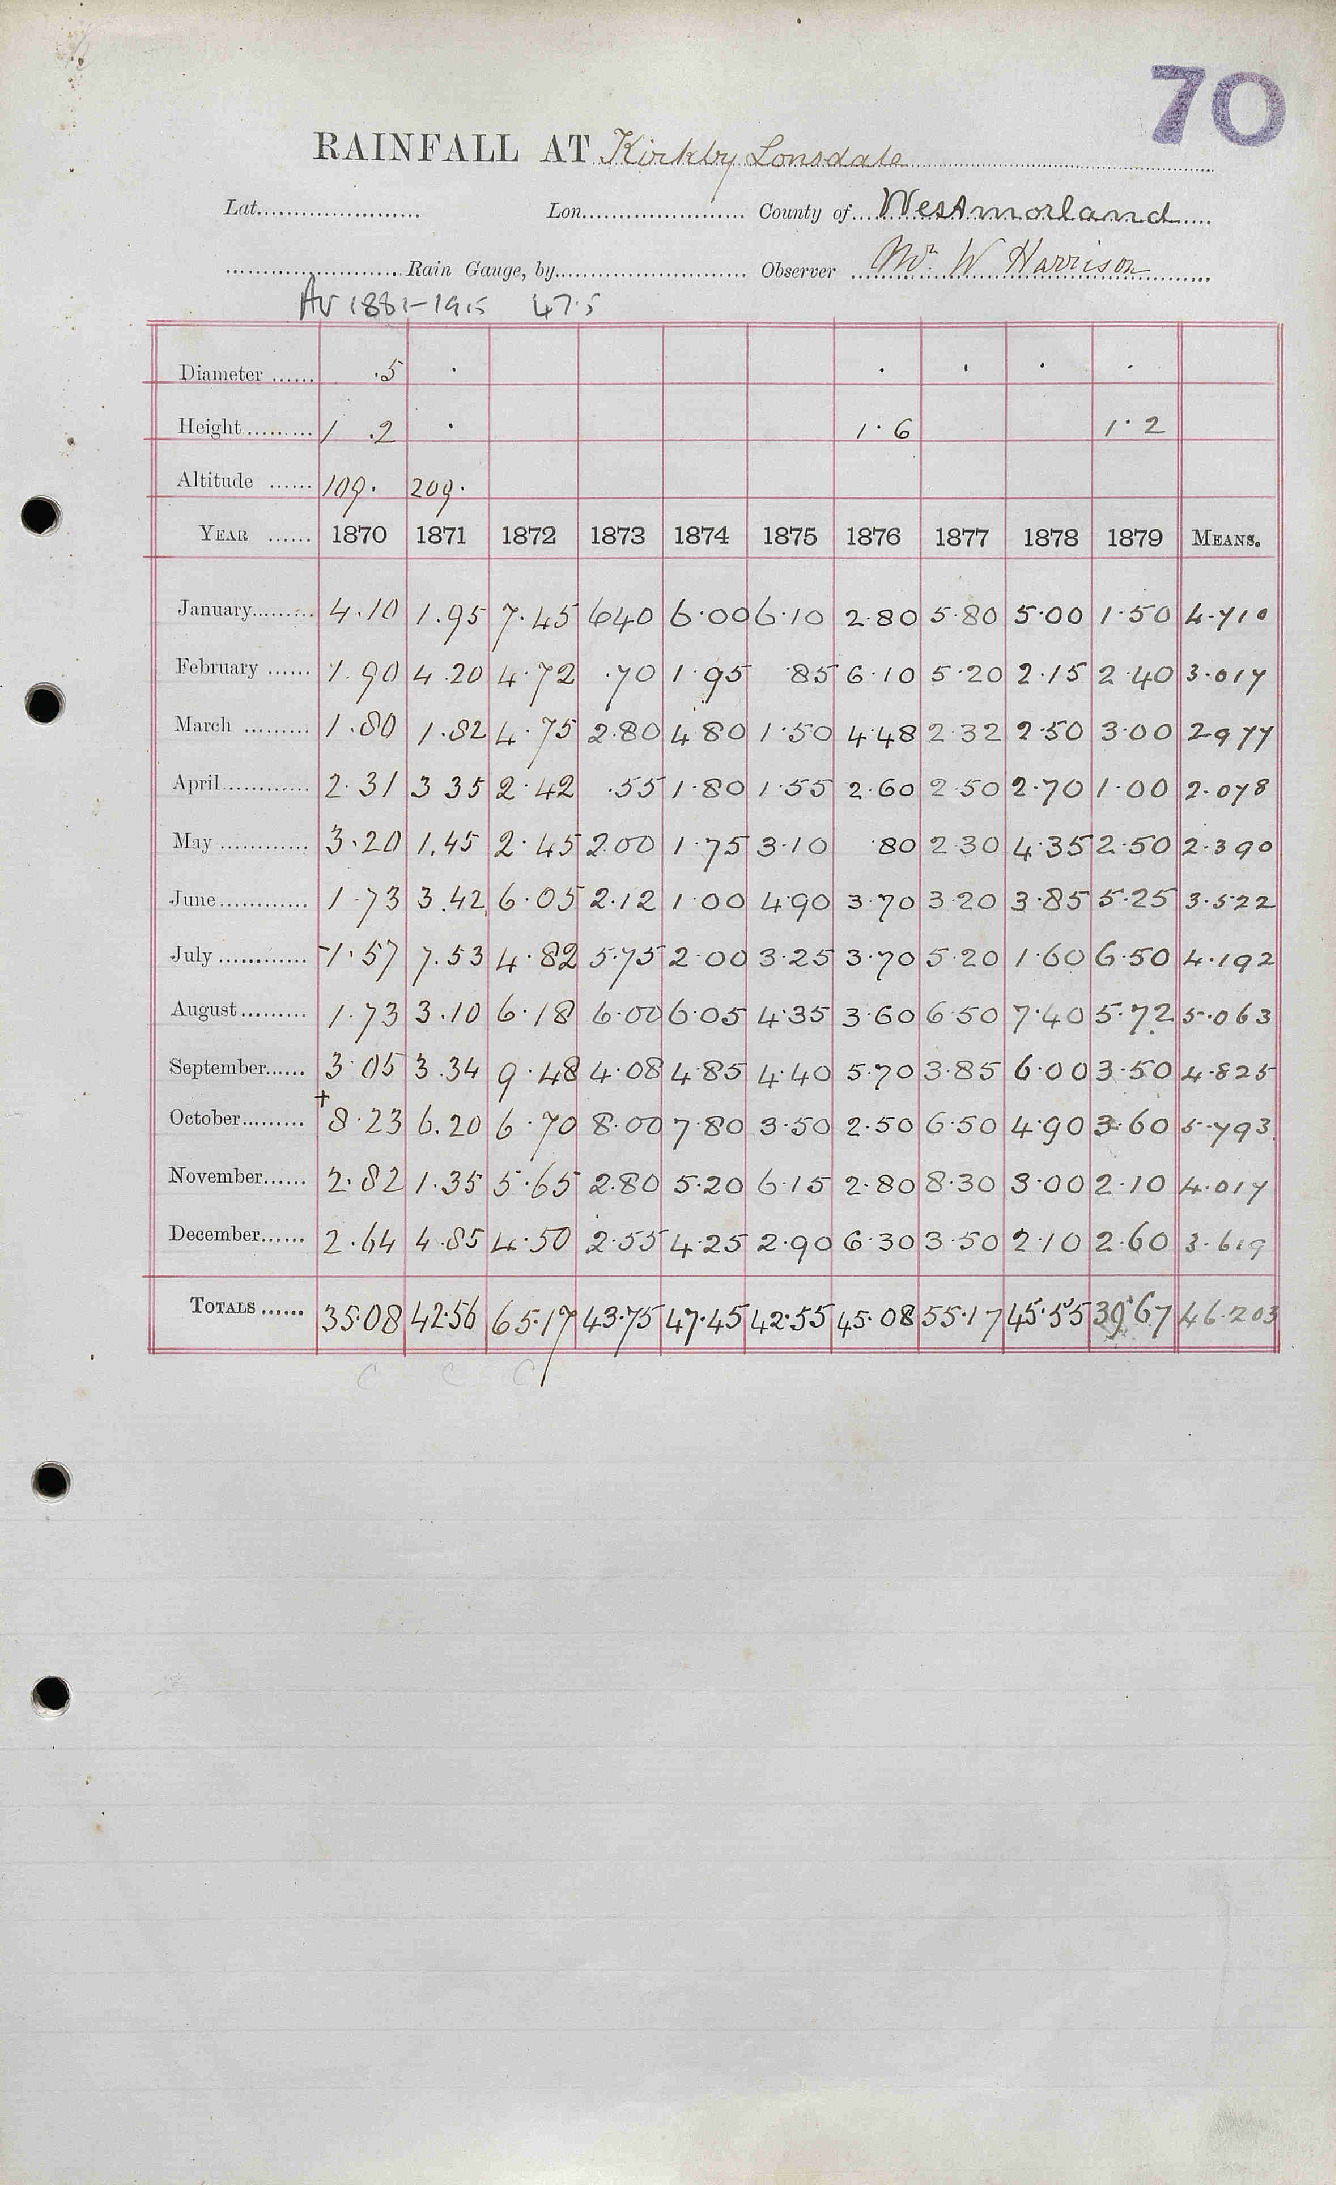 70
RAINFALL AT Kirkby Lonsdale
Lat. Lon. County of Westmorland
Rain Gauge, by Observer Mr. W Harrison
Av 1881-1915 47.5
Diameter .5 . . . . .
Height 1 .2 . 1.6 1.2
Altitude 109. 209.
YEAR 1870 1871 1872 1873 1874 1875 1876 1877 1878 1879 MEANS.
January 4.10 1.95 7.45 640 6.00 6.10 2.80 5.80 5.00 1.50 4.710
February 1.90 4.20 4.72 .70 1.95 85 6.10 5.20 2.15 2.40 3.017
March 1.80 1.82 4.75 2.80 4 80 1.50 4.48 2.32 2.50 3.00 2977
April 2.31 3 35 2.42 .55 1.80 1.55 2.60 2.50 2.70 1.00 2.078
May 3.20 1.45 2.45 2.00 1.75 3.10 80 2.30 4.35 2.50 2.390
June 1.73 3.42 6.05 2.12 1.00 4.90 3.70 3.20 3.85 5.25 3.522
July 1.57 7.53 4.82 5.75 2.00 3.25 3.70 5.20 1.60 6.50 4.192
August 1.73 3.10 6.18 6.00 6.05 4.35 3.60 6.50 7.40 5.72 5.063
September 3.05 3.34 9.48 4.08 4.85 4.40 5.70 3.85 6.00 3.50 4.825
October +8.23 6.20 6.70 8.00 7.80 3.50 2.50 6.50 4.90 3.60 5.793
November 2.82 1.35 5.65 2.80 5.20 6.15 2.80 8.30 3.00 2.10 4.017
December 2.64 4.85 4.50 2.55 4.25 2.90 6.30 3.50 2.10 2.60 3.619
TOTALS 35.08 42.56 65.17 43.75 47.45 42.55 45.08 55.17 45.55 39.67 46.203
C C C